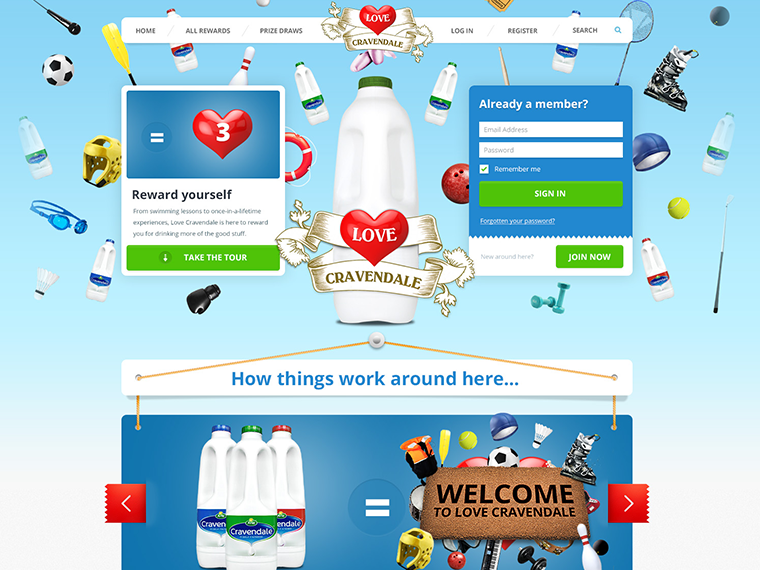 HOME
ALL REWARDS
PRIZE DRAWS
LOVE
CRAVENDALE
LOG IN
REGISTER
SEARCH
= 3
Reward yourself
From swimming lessons to once-in-a-lifetime
experiences, Love Cravendale is here to reward
you for drinking more of the good stuff.
TAKE THE TOUR
LOVE
CRAVENDALE
Already a member?
Email Address
Password
Remember me
SIGN IN
Forgotten your password?
New around here?
JOIN NOW
How things work around here...
Cravendale
Cravendale
=
WELCOME
TO LOVE CRAVENDALE